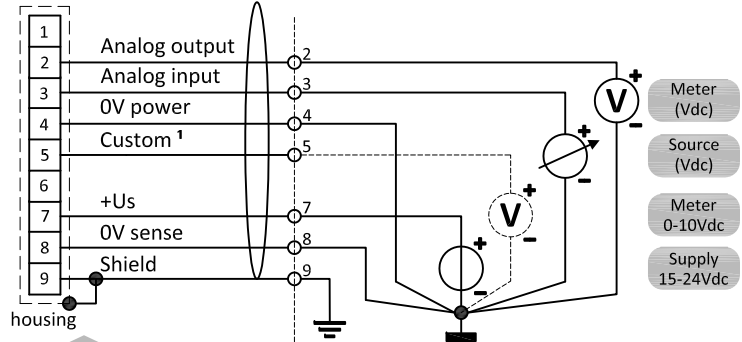 1
2
3
4
5
6
7
8
9
Analog output
Analog input
0V power
Custom ¹
+Us
0V sense
Shield
housing
2
3
4
5
7
8
9
V
+
−
+
−
V
+
−
+
−
Meter
(Vdc)
Source
(Vdc)
Meter
0-10Vdc
Supply
15-24Vdc